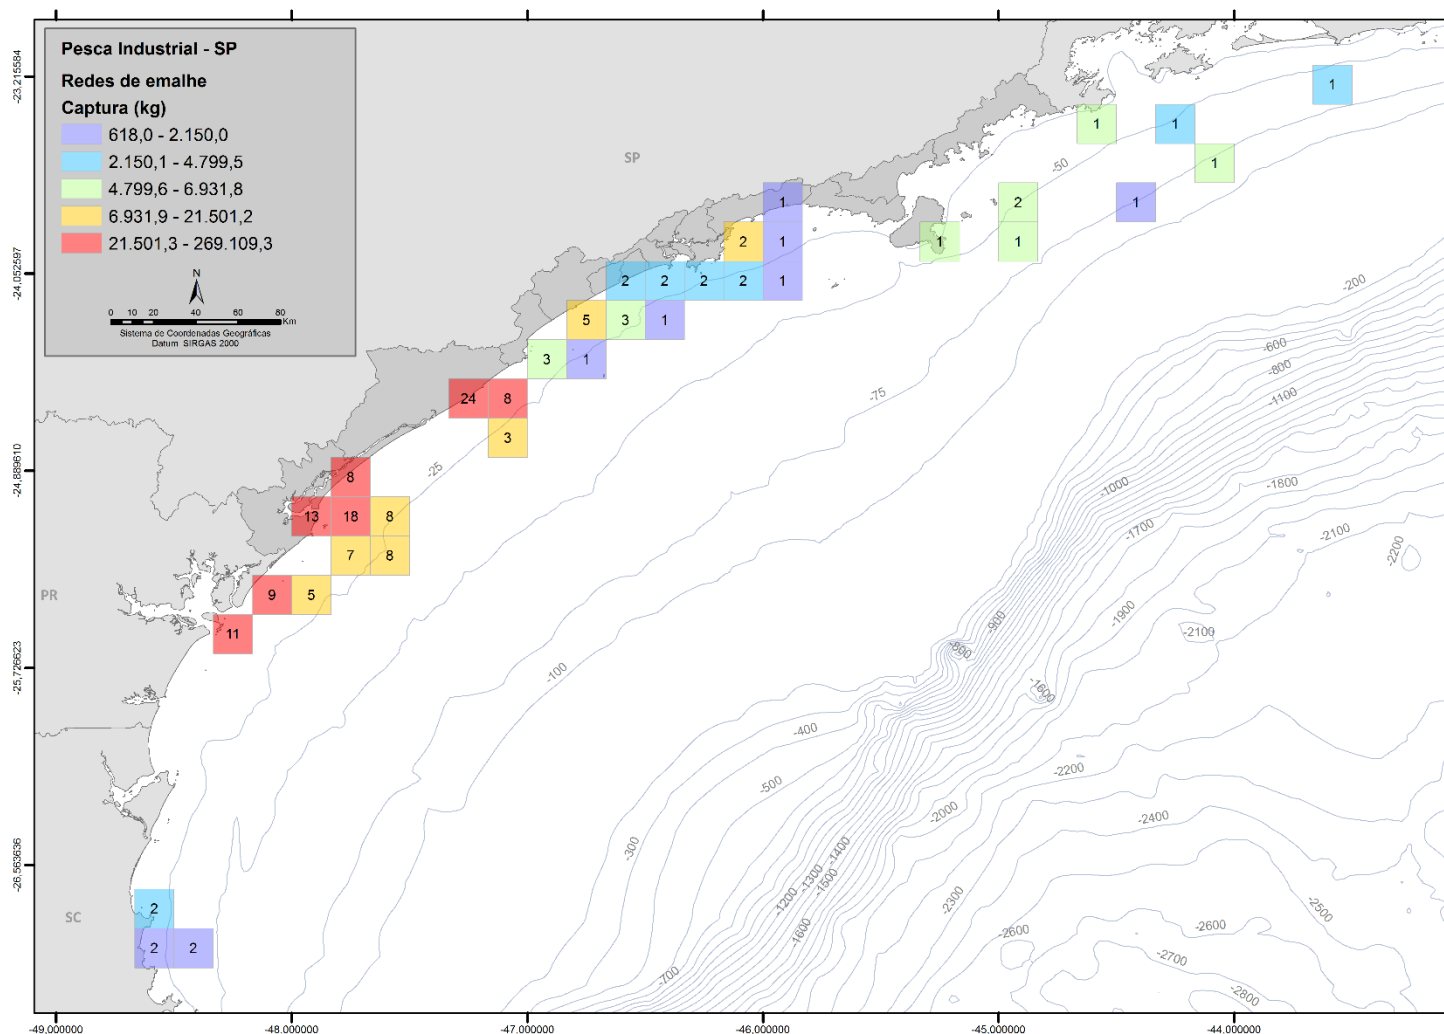 Pesca Industrial - SP
Redes de emalhe
Captura (kg)
618,0 - 2.150,0
2.150,1 - 4.799,5
4.799,6 - 6.931,8
6.931,9 - 21.501,2
21.501,3 - 269.109,3
N
0 10 20 40 60 80
Km
Sistema de Coordenadas Geográficas
Datum SIRGAS 2000
-23.215584
-24.052597
-24.889610
-25.726623
-26.563636
-49.000000 -48.000000 -47.000000 -46.000000 -45.000000 -44.000000
SP
PR
SC
1
1 1
1
1 2 1
2 1 1 1
2 2 2 2 1
5 3 1
3 1
24 8
3
8
13 18 8
7 8
9 5
11
2
2 2
-50
-200
-600
-800
-1100
-75
-25
-1000
-1800
-1700
-2100
-2200
-1900
-2100
-900
-800
-1600
-100
-400
-500
-2200
-2000
-2400
-300
-1400
-1300
-1500
-1200
-1600
-2300
-2500
-2600
-2600
-2700
-700
-2800